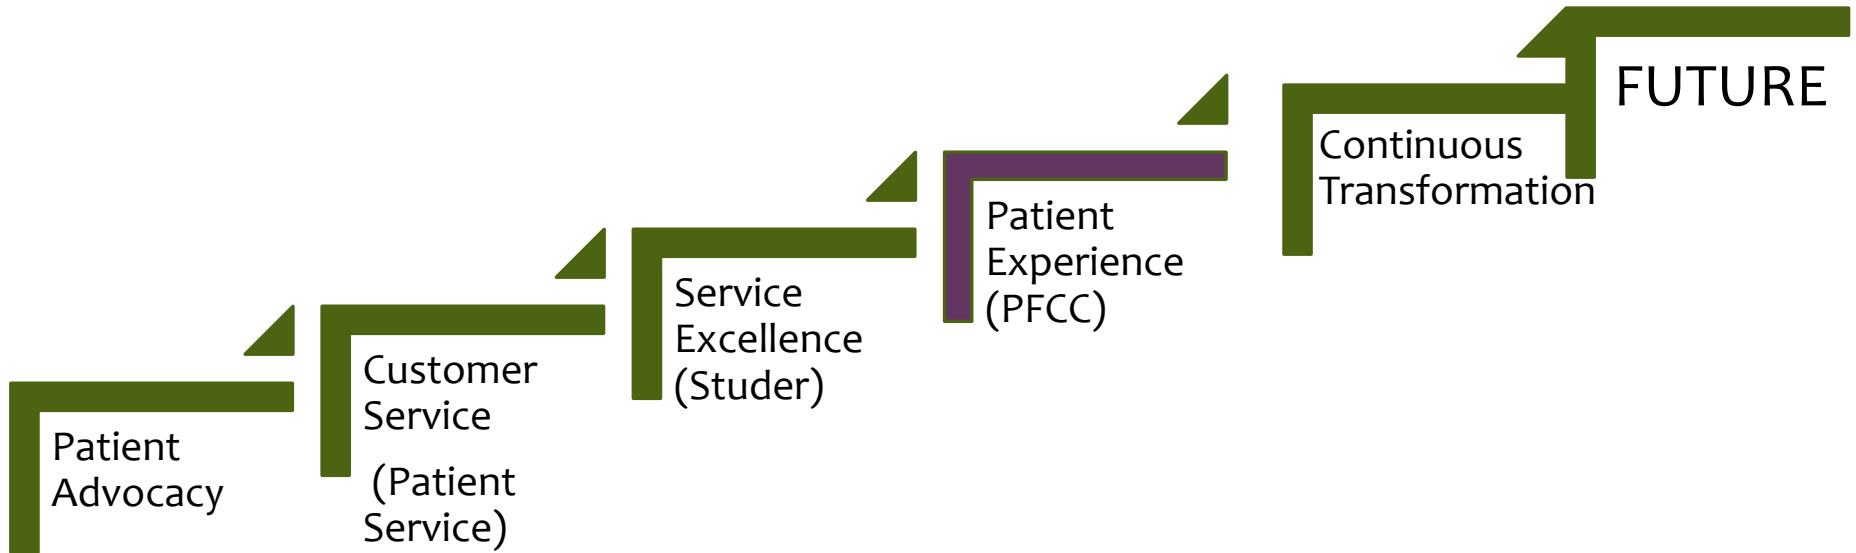 Patient
Advocacy
Customer
Service
(Patient
Service)
Service
Excellence
(Studer)
Patient
Experience
(PFCC)
Continuous
Transformation
FUTURE